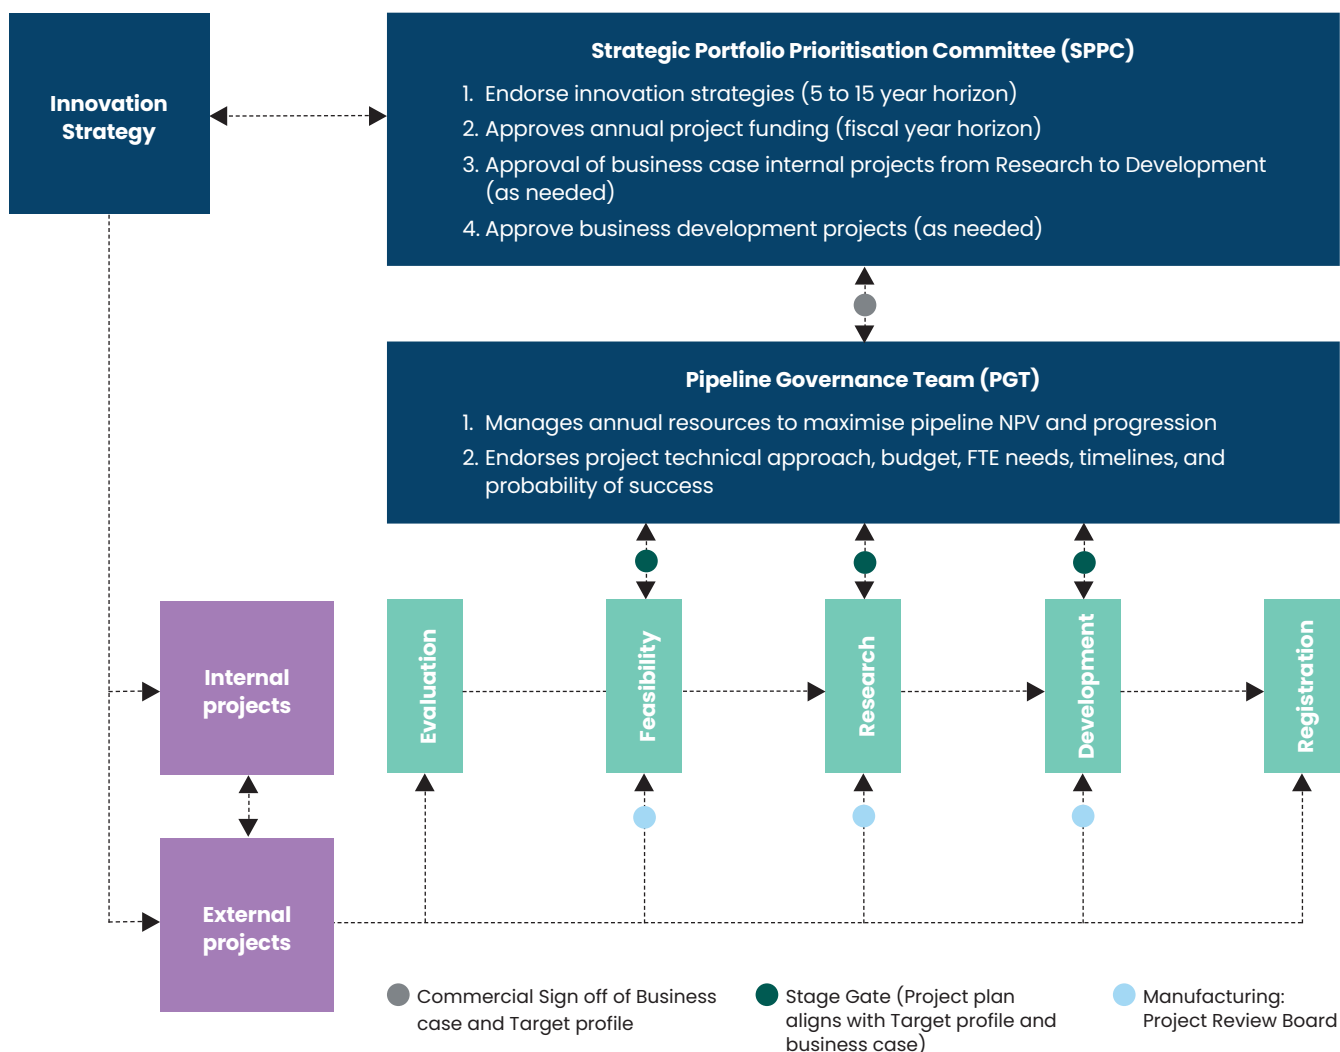 Innovation
Strategy
Strategic Portfolio Prioritisation Committee (SPPC)
1. Endorse innovation strategies (5 to 15 year horizon)
2. Approves annual project funding (fiscal year horizon)
3. Approval of business case internal projects from Research to Development
(as needed)
4. Approve business development projects (as needed)
Pipeline Governance Team (PGT)
1. Manages annual resources to maximise pipeline NPV and progression
2. Endorses project technical approach, budget, FTE needs, timelines, and
probability of success
Internal
projects
Evaluation
Feasibility
Research
Development
Registration
External
projects
Commercial Sign off of Business
case and Target profile
Stage Gate (Project plan
aligns with Target profile and
business case)
Manufacturing:
Project Review Board